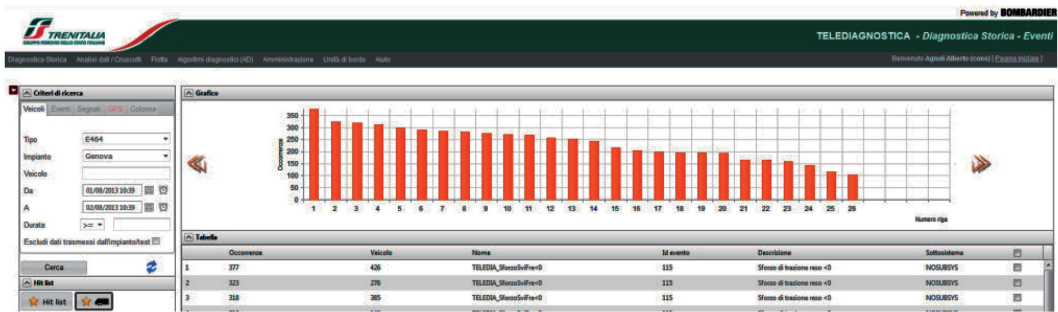 Powered by BOMBARDIER
TRENITALIA
GRUPPO FERROVIE DELLO STATO ITALIANE
TELEDIAGNOSTICA - Diagnostica Storica - Eventi
Diagnostica Storica Analisi dati / Cruscotti Flotta Algoritmi diagnostici (AD) Amministrazione Unità di bordo Aiuto
Benvenuto Agnoli Alberto (cons) [ Pagina Iniziale ]
Criteri di ricerca
Veicoli Eventi Segnali GPS Colonne
Tipo E464
Impianto Genova
Veicolo
Da 01/08/2013 10:39
A 02/08/2013 10:39
Durata >=
Escludi dati trasmessi dall'impianto/test
Cerca
Hit list
Hit list
Grafico
Occorrenze
350
300
250
200
150
100
50
0
1 2 3 4 5 6 7 8 9 10 11 12 13 14 15 16 17 18 19 20 21 22 23 24 25 26
Numero riga
Tabella
Occorrenze Veicolo Nome Id evento Descrizione Sottosistema
1 377 426 TELEDIA_SforzoSviFre<0 115 Sforzo di trazione reso <0 NOSUBSYS
2 323 276 TELEDIA_SforzoSviFre<0 115 Sforzo di trazione reso <0 NOSUBSYS
3 318 385 TELEDIA_SforzoSviFre<0 115 Sforzo di trazione reso <0 NOSUBSYS